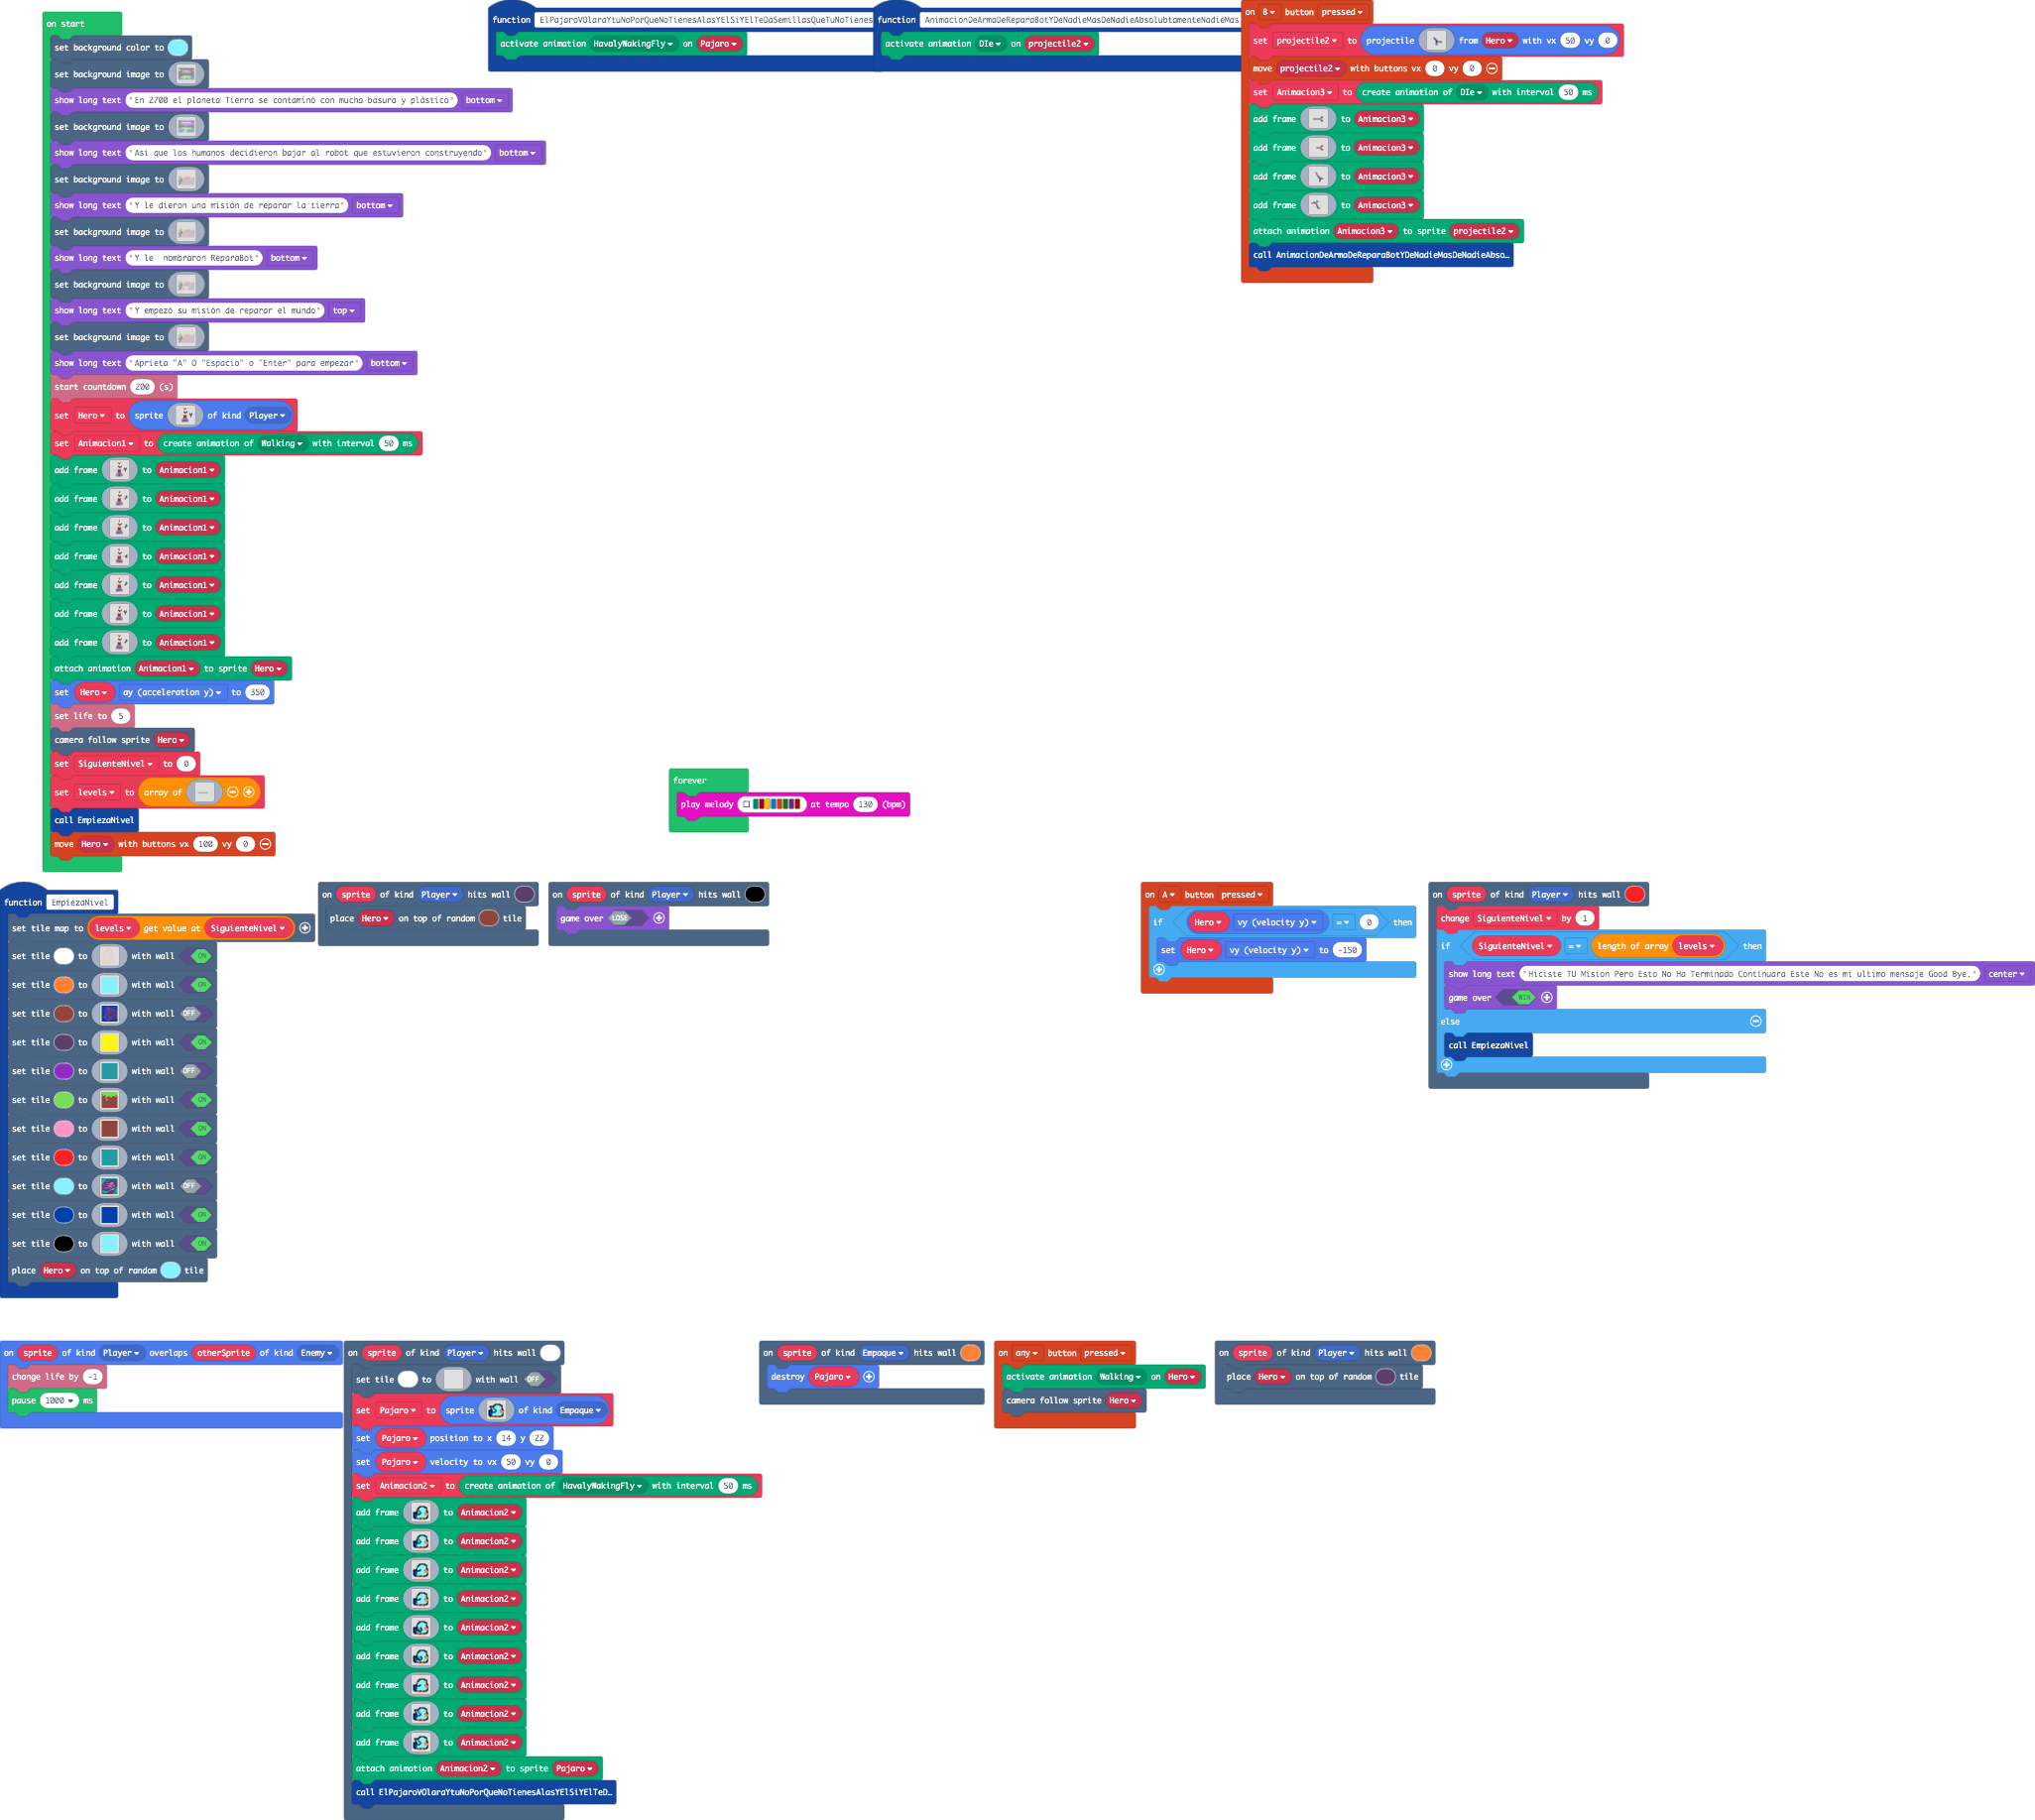 on start
set background color to
set background image to
show long text "En 2700 el planeta Tierra se contaminó con mucha basura y plástico" bottom
set background image to
show long text "Asi que los humanos decidieron bajar al robot que estuvieron construyendo" bottom
set background image to
show long text "Y le dieron una misión de reparar la tierra" bottom
set background image to
show long text "Y le  nombraron ReparaBot" bottom
set background image to
show long text "Y empezó su misión de reparar el mundo" top
set background image to
show long text "Aprieta "A" O "Espacio" o "Enter" para empezar" bottom
start countdown 200 (s)
set Hero to sprite of kind Player
set Animacion1 to create animation of Walking with interval 50 ms
add frame to Animacion1
add frame to Animacion1
add frame to Animacion1
add frame to Animacion1
add frame to Animacion1
add frame to Animacion1
add frame to Animacion1
attach animation Animacion1 to sprite Hero
set Hero ay (acceleration y) to 350
set life to 5
camera follow sprite Hero
set SiguienteNivel to 0
set levels to array of
call EmpiezaNivel
move Hero with buttons vx 100 vy 0
function ElPajaroVOlaraYtuNoPorQueNoTienesAlasYElSiYElTeDaSemillasQueTuNoTienes
activate animation HavalyWakingFly on Pajaro
function AnimacionDeArmaDeReparaBotYDeNadieMasDeNadieAbsolubtamenteNadieMas
activate animation DIe on projectile2
on B button pressed
set projectile2 to projectile from Hero with vx 50 vy 0
move projectile2 with buttons vx 0 vy 0
set Animacion3 to create animation of DIe with interval 50 ms
add frame to Animacion3
add frame to Animacion3
add frame to Animacion3
add frame to Animacion3
attach animation Animacion3 to sprite projectile2
call AnimacionDeArmaDeReparaBotYDeNadieMasDeNadieAbso…
forever
play melody at tempo 130 (bpm)
function EmpiezaNivel
set tile map to levels get value at SiguienteNivel
set tile to with wall ON
set tile to with wall ON
set tile to with wall OFF
set tile to with wall ON
set tile to with wall OFF
set tile to with wall ON
set tile to with wall ON
set tile to with wall ON
set tile to with wall OFF
set tile to with wall ON
set tile to with wall ON
place Hero on top of random tile
on sprite of kind Player hits wall
place Hero on top of random tile
on sprite of kind Player hits wall
game over LOSE
on A button pressed
if Hero vy (velocity y) = 0 then
set Hero vy (velocity y) to -150
on sprite of kind Player hits wall
change SiguienteNivel by 1
if SiguienteNivel = length of array levels then
show long text "Hiciste TU Mision Pero Esto No Ha Terminado Continuara Este No es mi ultimo mensaje Good Bye." center
game over WIN
else
call EmpiezaNivel
on sprite of kind Player overlaps otherSprite of kind Enemy
change life by -1
pause 1000 ms
on sprite of kind Player hits wall
set tile to with wall OFF
set Pajaro to sprite of kind Empaque
set Pajaro position to x 14 y 22
set Pajaro velocity to vx 50 vy 0
set Animacion2 to create animation of HavalyWakingFly with interval 50 ms
add frame to Animacion2
add frame to Animacion2
add frame to Animacion2
add frame to Animacion2
add frame to Animacion2
add frame to Animacion2
add frame to Animacion2
add frame to Animacion2
add frame to Animacion2
attach animation Animacion2 to sprite Pajaro
call ElPajaroVOlaraYtuNoPorQueNoTienesAlasYElSiYElTeD…
on sprite of kind Empaque hits wall
destroy Pajaro
on any button pressed
activate animation Walking on Hero
camera follow sprite Hero
on sprite of kind Player hits wall
place Hero on top of random tile